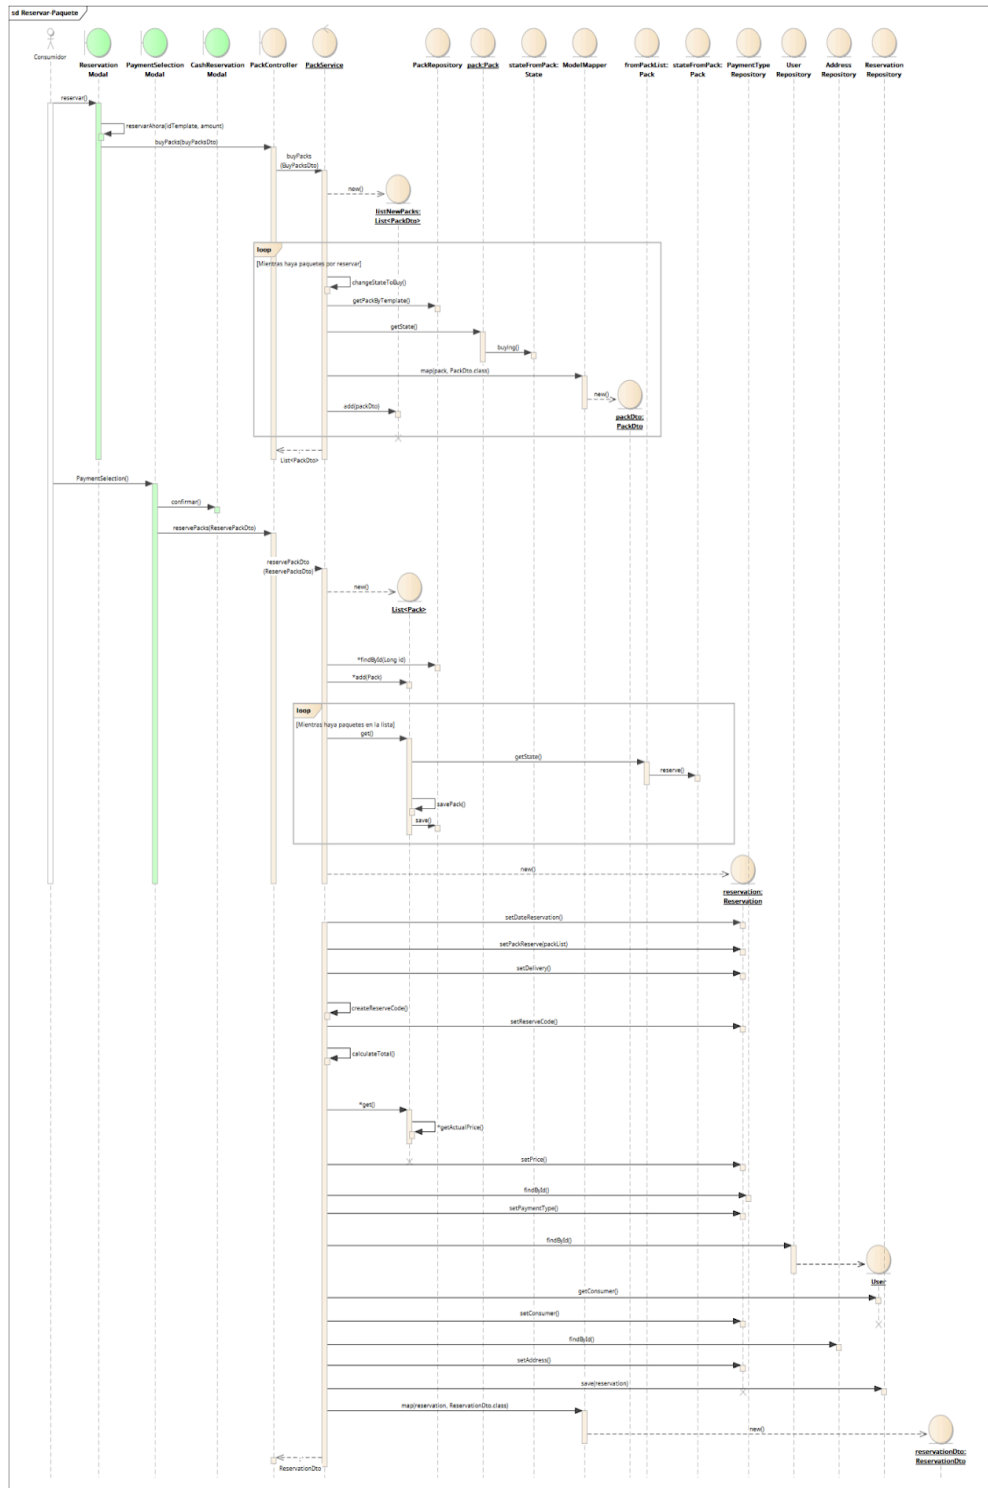 sd Reservar-Paquete
Consumidor
Reservation
Modal
PaymentSelection
Modal
CashReservation
Modal
PackController
PackService
PackRepository
pack:Pack
stateFromPack:
State
ModelMapper
fromPackList:
Pack
stateFromPack:
Pack
PaymentType
Repository
User
Repository
Address
Repository
Reservation
Repository
reservar()
reservarAhora(idTemplate, amount)
buyPacks(buyPacksDto)
buyPacks
(BuyPacksDto)
new()
listNewPacks:
List<PackDto>
loop
[Mientras haya paquetes por reservar]
changeStateToBuy()
getPackByTemplate()
getState()
buying()
map(pack, PackDto.class)
new()
packDto:
PackDto
add(packDto)
List<PackDto>
PaymentSelection()
confirmar()
reservePacks(ReservePackDto)
reservePackDto
(ReservePacksDto)
new()
List<Pack>
*findById(Long id)
*add(Pack)
loop
[Mientras haya paquetes en la lista]
get()
getState()
reserve()
savePack()
save()
new()
reservation:
Reservation
setDateReservation()
setPackReserve(packList)
setDelivery()
createReserveCode()
setReserveCode()
calculateTotal()
*get()
*getActualPrice()
setPrice()
findById()
setPaymentType()
findById()
User
getConsumer()
setConsumer()
findById()
setAddress()
save(reservation)
map(reservation, ReservationDto.class)
new()
reservationDto:
ReservationDto
ReservationDto